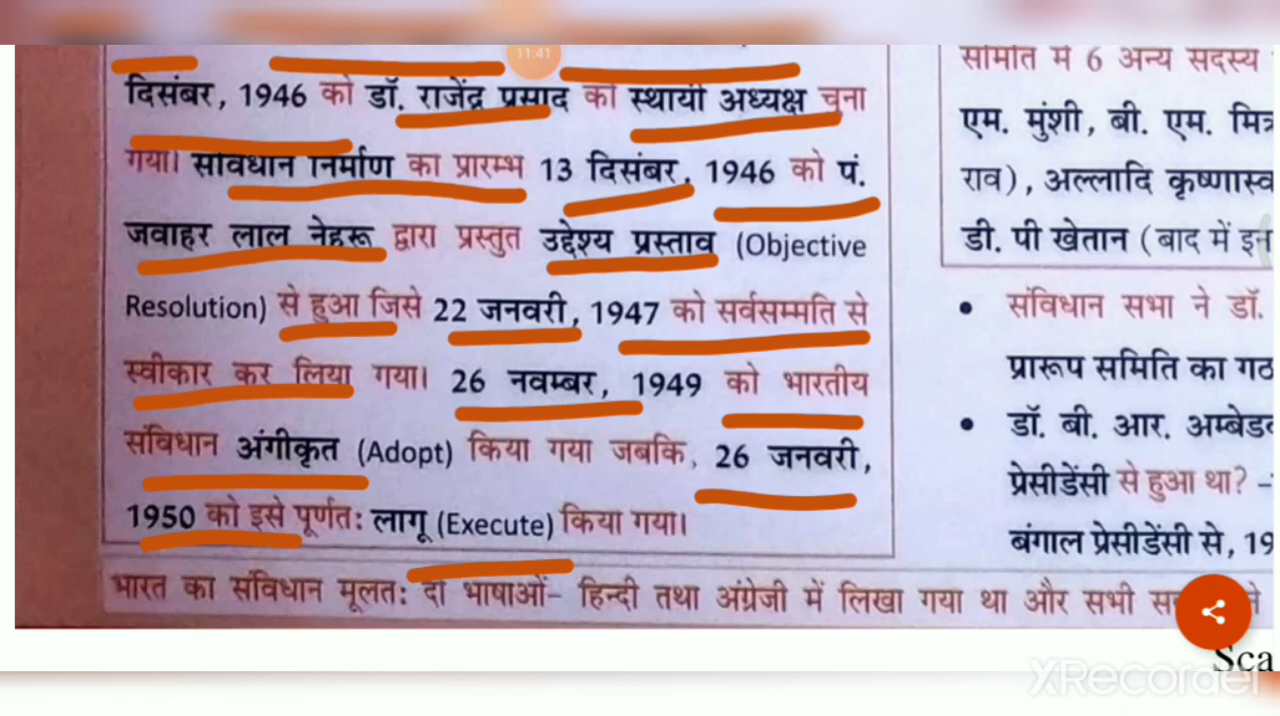 11:41
दिसंबर, 1946 को डॉ. राजेंद्र प्रसाद को स्थायी अध्यक्ष चुना
गया। संविधान निर्माण का प्रारम्भ 13 दिसंबर, 1946 को पं.
जवाहर लाल नेहरू द्वारा प्रस्तुत उद्देश्य प्रस्ताव (Objective
Resolution) से हुआ जिसे 22 जनवरी, 1947 को सर्वसम्मति से
स्वीकार कर लिया गया। 26 नवम्बर, 1949 को भारतीय
संविधान अंगीकृत (Adopt) किया गया जबकि, 26 जनवरी,
1950 को इसे पूर्णतः लागू (Execute) किया गया।
भारत का संविधान मूलतः दो भाषाओं– हिन्दी तथा अंग्रेजी में लिखा गया था और सभी
समिति में 6 अन्य सदस्य
एम. मुंशी, बी. एम. मित्र
राव), अल्लादि कृष्णास्व
डी. पी खेतान (बाद में इन
• संविधान सभा ने डॉ.
प्रारूप समिति का गठ
• डॉ. बी. आर. अम्बेडक
प्रेसीडेंसी से हुआ था? –
बंगाल प्रेसीडेंसी से, 19
Sca
XRecorder